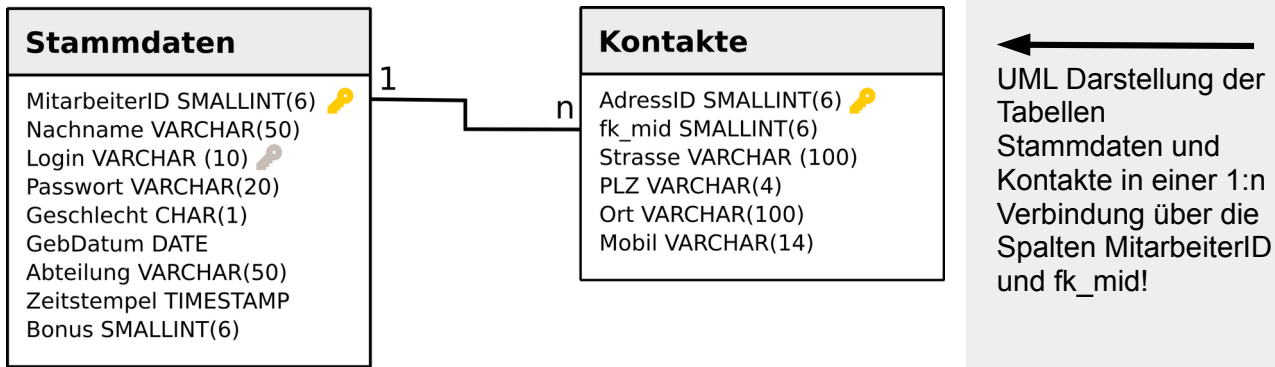 Stammdaten
MitarbeiterID SMALLINT(6)
Nachname VARCHAR(50)
Login VARCHAR (10)
Passwort VARCHAR(20)
Geschlecht CHAR(1)
GebDatum DATE
Abteilung VARCHAR(50)
Zeitstempel TIMESTAMP
Bonus SMALLINT(6)
1
n
Kontakte
AdressID SMALLINT(6)
fk_mid SMALLINT(6)
Strasse VARCHAR (100)
PLZ VARCHAR(4)
Ort VARCHAR(100)
Mobil VARCHAR(14)
UML Darstellung der
Tabellen
Stammdaten und
Kontakte in einer 1:n
Verbindung über die
Spalten MitarbeiterID
und fk_mid!